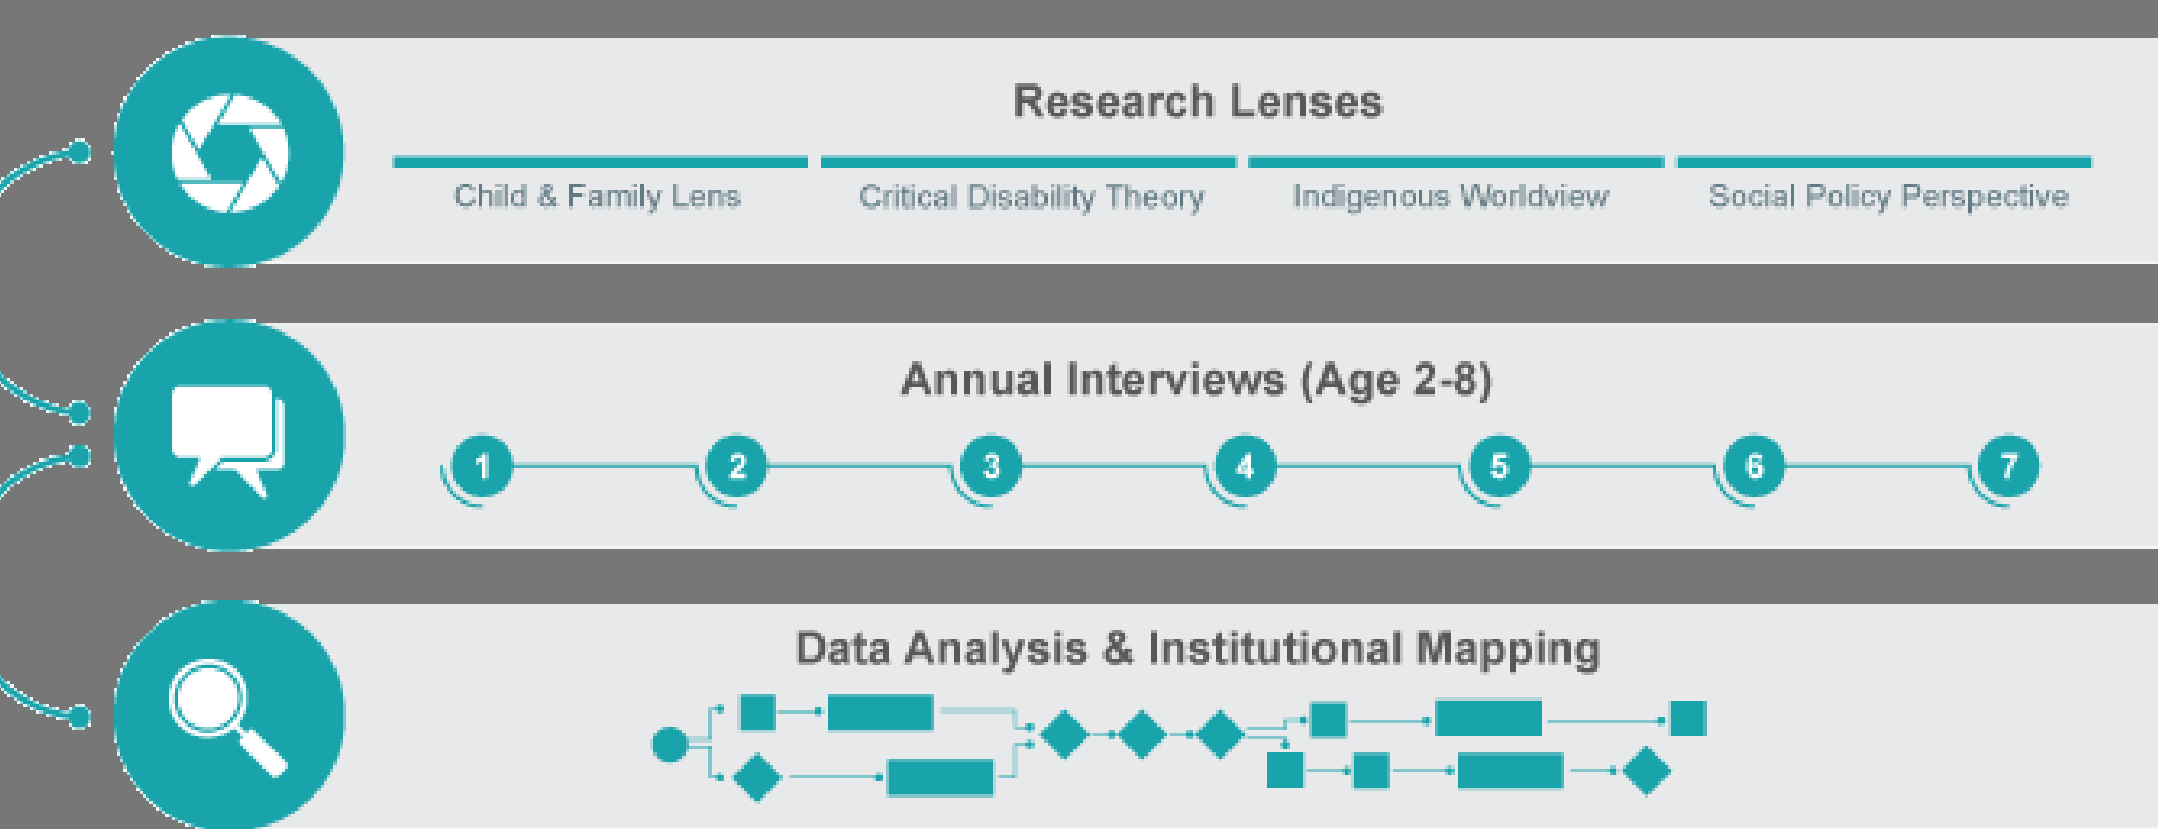 Research Lenses
Child & Family Lens Critical Disability Theory Indigenous Worldview Social Policy Perspective
Annual Interviews (Age 2-8)
1 2 3 4 5 6 7
Data Analysis & Institutional Mapping